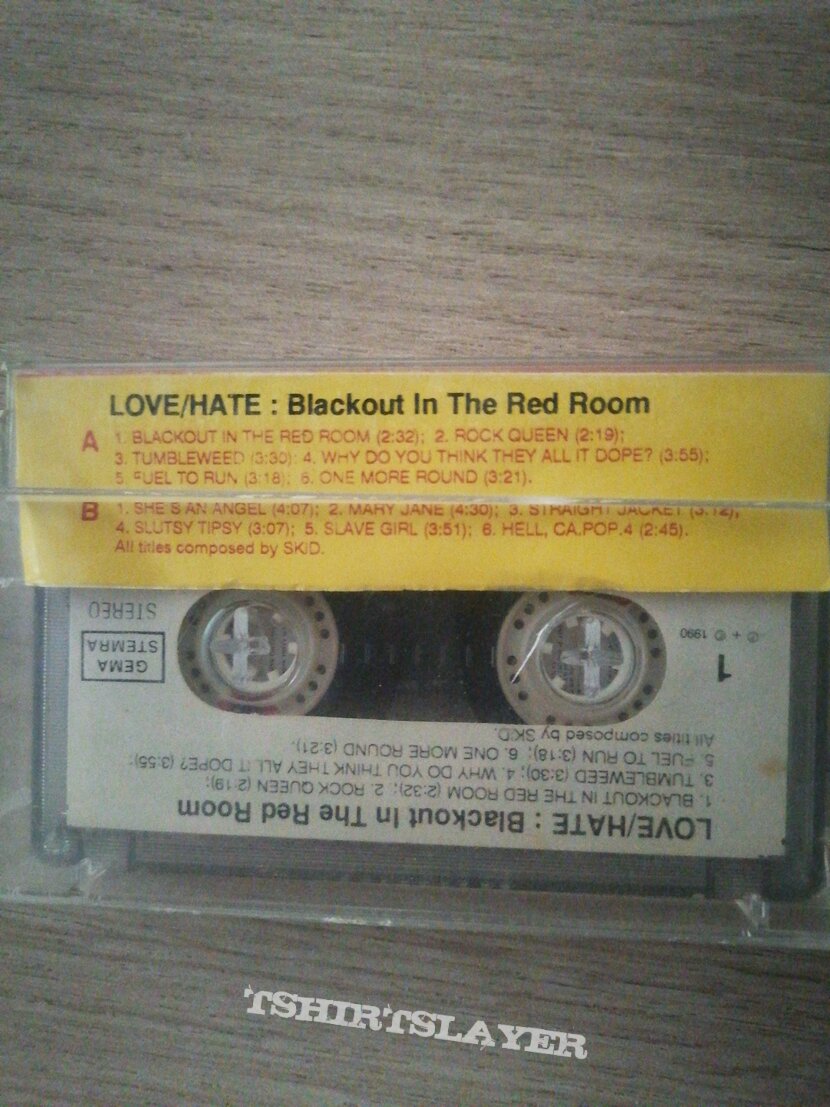 LOVE/HATE : Blackout In The Red Room
A 1. BLACKOUT IN THE RED ROOM (2:32); 2. ROCK QUEEN (2:19);
3. TUMBLEWEED (3:30) 4. WHY DO YOU THINK THEY ALL IT DOPE? (3:55);
5. FUEL TO RUN (3:18); 6. ONE MORE ROUND (3:21).
B 1. SHE S AN ANGEL (4:07); 2. MARY JANE (4:30); 3. STRAIGHT JACKET (3:12);
4. SLUTSY TIPSY (3:07); 5. SLAVE GIRL (3:51); 6. HELL, CA.POP.4 (2:45).
All titles composed by SKID.
LOVE/HATE : Blackout In The Red Room
1. BLACKOUT IN THE RED ROOM (2:32); 2. ROCK QUEEN (2:19);
3. TUMBLEWEED (3:30); 4. WHY DO YOU THINK THEY ALL IT DOPE? (3:55);
5. FUEL TO RUN (3:18); 6. ONE MORE ROUND (3:21).
All titles composed by SKID.
1
℗ + © 1990
GEMA
STEMRA
STEREO
TSHIRTSLAYER